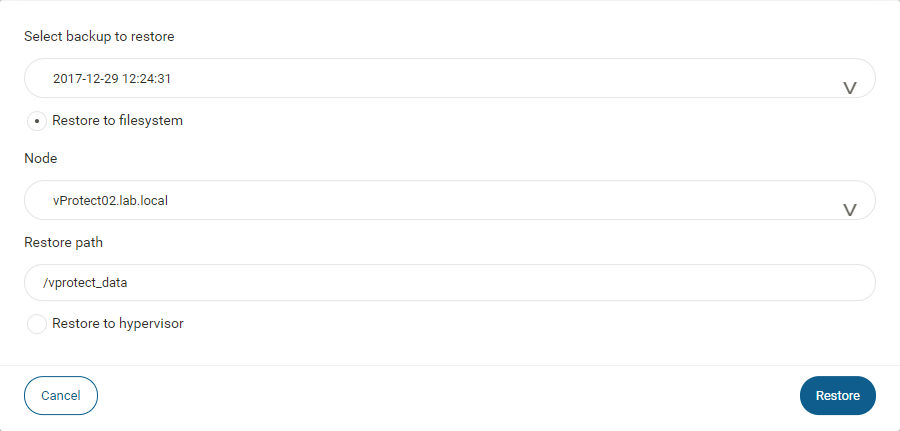 Select backup to restore
2017-12-29 12:24:31
Restore to filesystem
Node
vProtect02.lab.local
Restore path
/vprotect_data
Restore to hypervisor
Cancel Restore